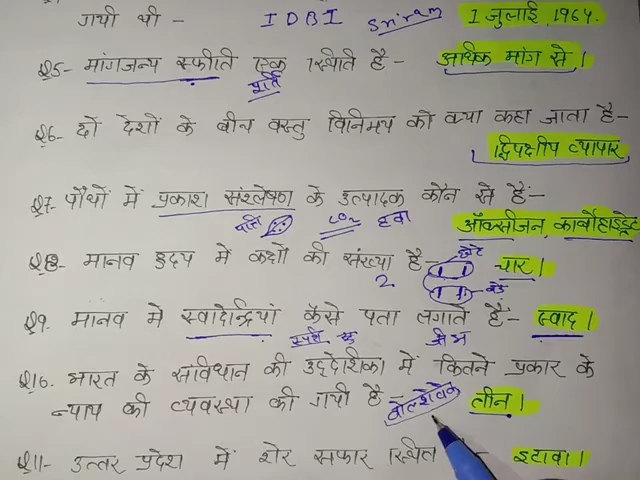 गयी थी - IDBI Sriram 1 जुलाई, 1964.
Q5- मांगजन्य स्फीति एक स्थिति है- अधिक मांग से।
Q6- दो देशों के बीच वस्तु विनिमय को क्या कहा जाता है-
द्विपक्षीय व्यापार
Q7- पौधों में प्रकाश संश्लेषण के उत्पादक कौन से हैं-
CO2 हवा ऑक्सीजन, कार्बोहाइड्रेट
Q8- मानव हृदय में कक्षों की संख्या है- चार।
2
Q9. मानव में स्वादेन्द्रियां कैसे पता लगाते हैं- स्वाद।
Q10. भारत के संविधान की उद्देशिका में कितने प्रकार के
न्याय की व्यवस्था की गयी है- तीन।
Q11- उत्तर प्रदेश में शेर सफार स्थित - इटावा।